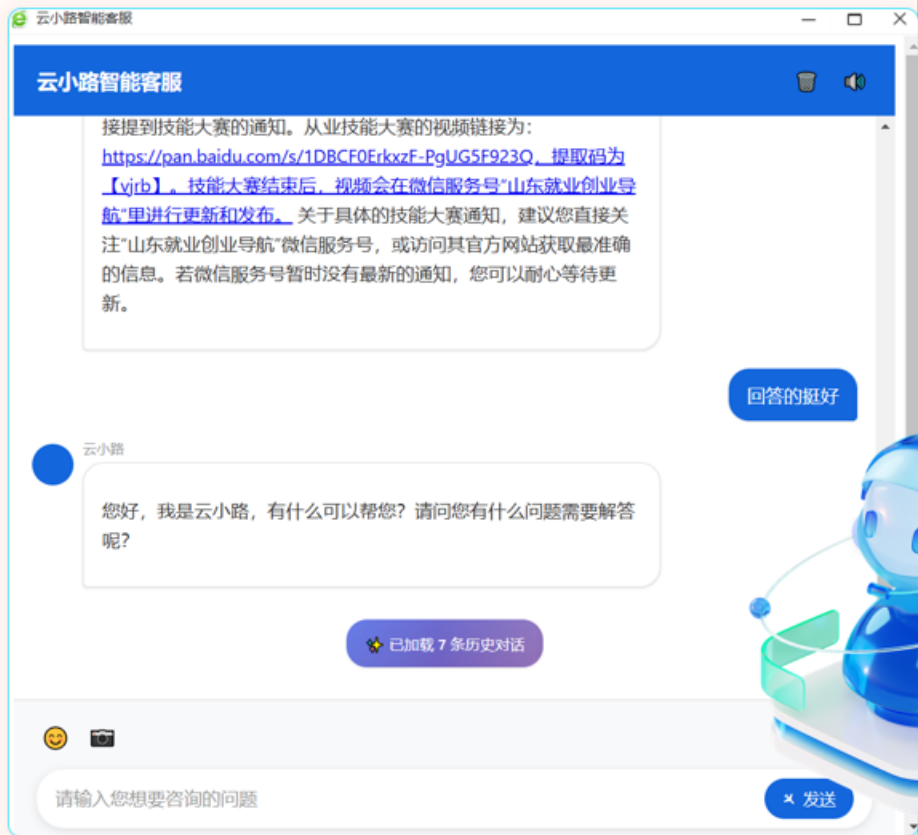 云小路智能客服
云小路智能客服
接提到技能大赛的通知。从业技能大赛的视频链接为：
https://pan.baidu.com/s/1DBCF0ErkxzF-PgUG5F923Q，提取码为
【vjrb】。技能大赛结束后，视频会在微信服务号“山东就业创业导
航”里进行更新和发布。 关于具体的技能大赛通知，建议您直接关
注“山东就业创业导航”微信服务号，或访问其官方网站获取最准确
的信息。若微信服务号暂时没有最新的通知，您可以耐心等待更
新。
回答的挺好
云小路
您好，我是云小路，有什么可以帮您？请问您有什么问题需要解答
呢？
已加载 7 条历史对话
请输入您想要咨询的问题
发送